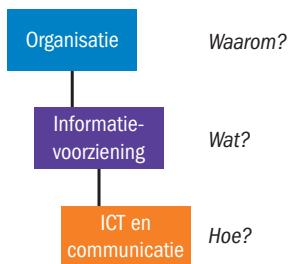 Organisatie
Waarom?
Informatie-
voorziening
Wat?
ICT en
communicatie
Hoe?